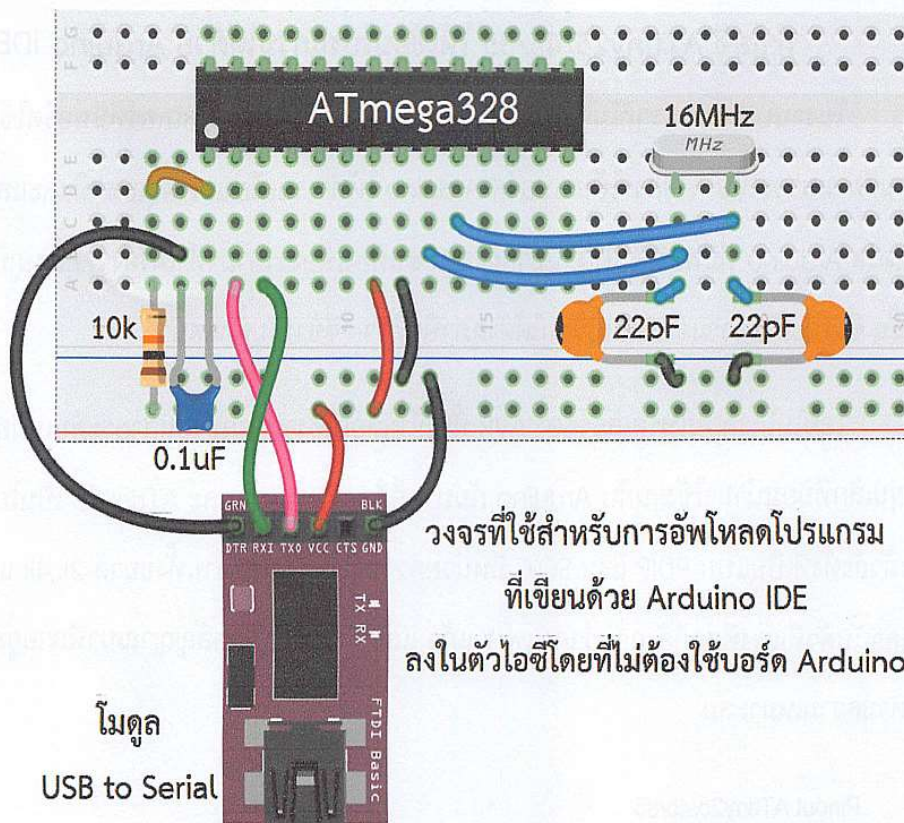 G
F
ATmega328
16MHz
MHz
E
D
C
A
10
15
30
10k
22pF
22pF
0.1uF
GRN
BLK
DTR RXI TXO VCC CTS GND
TX
RX
FTDI Basic
วงจรที่ใช้สำหรับการอัพโหลดโปรแกรม
ที่เขียนด้วย Arduino IDE
ลงในตัวไอซีโดยที่ไม่ต้องใช้บอร์ด Arduino
โมดูล
USB to Serial